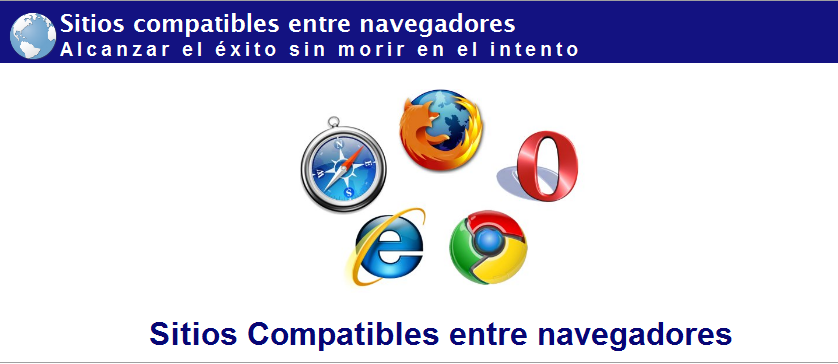 Sitios compatibles entre navegadores
Alcanzar el éxito sin morir en el intento
N
E
S
W
Sitios Compatibles entre navegadores